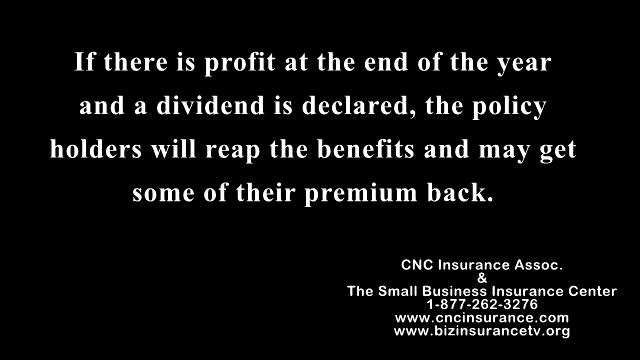 If there is profit at the end of the year
and a dividend is declared, the policy
holders will reap the benefits and may get
some of their premium back.
CNC Insurance Assoc.
&
The Small Business Insurance Center
1-877-262-3276
www.cncinsurance.com
www.bizinsurancetv.org